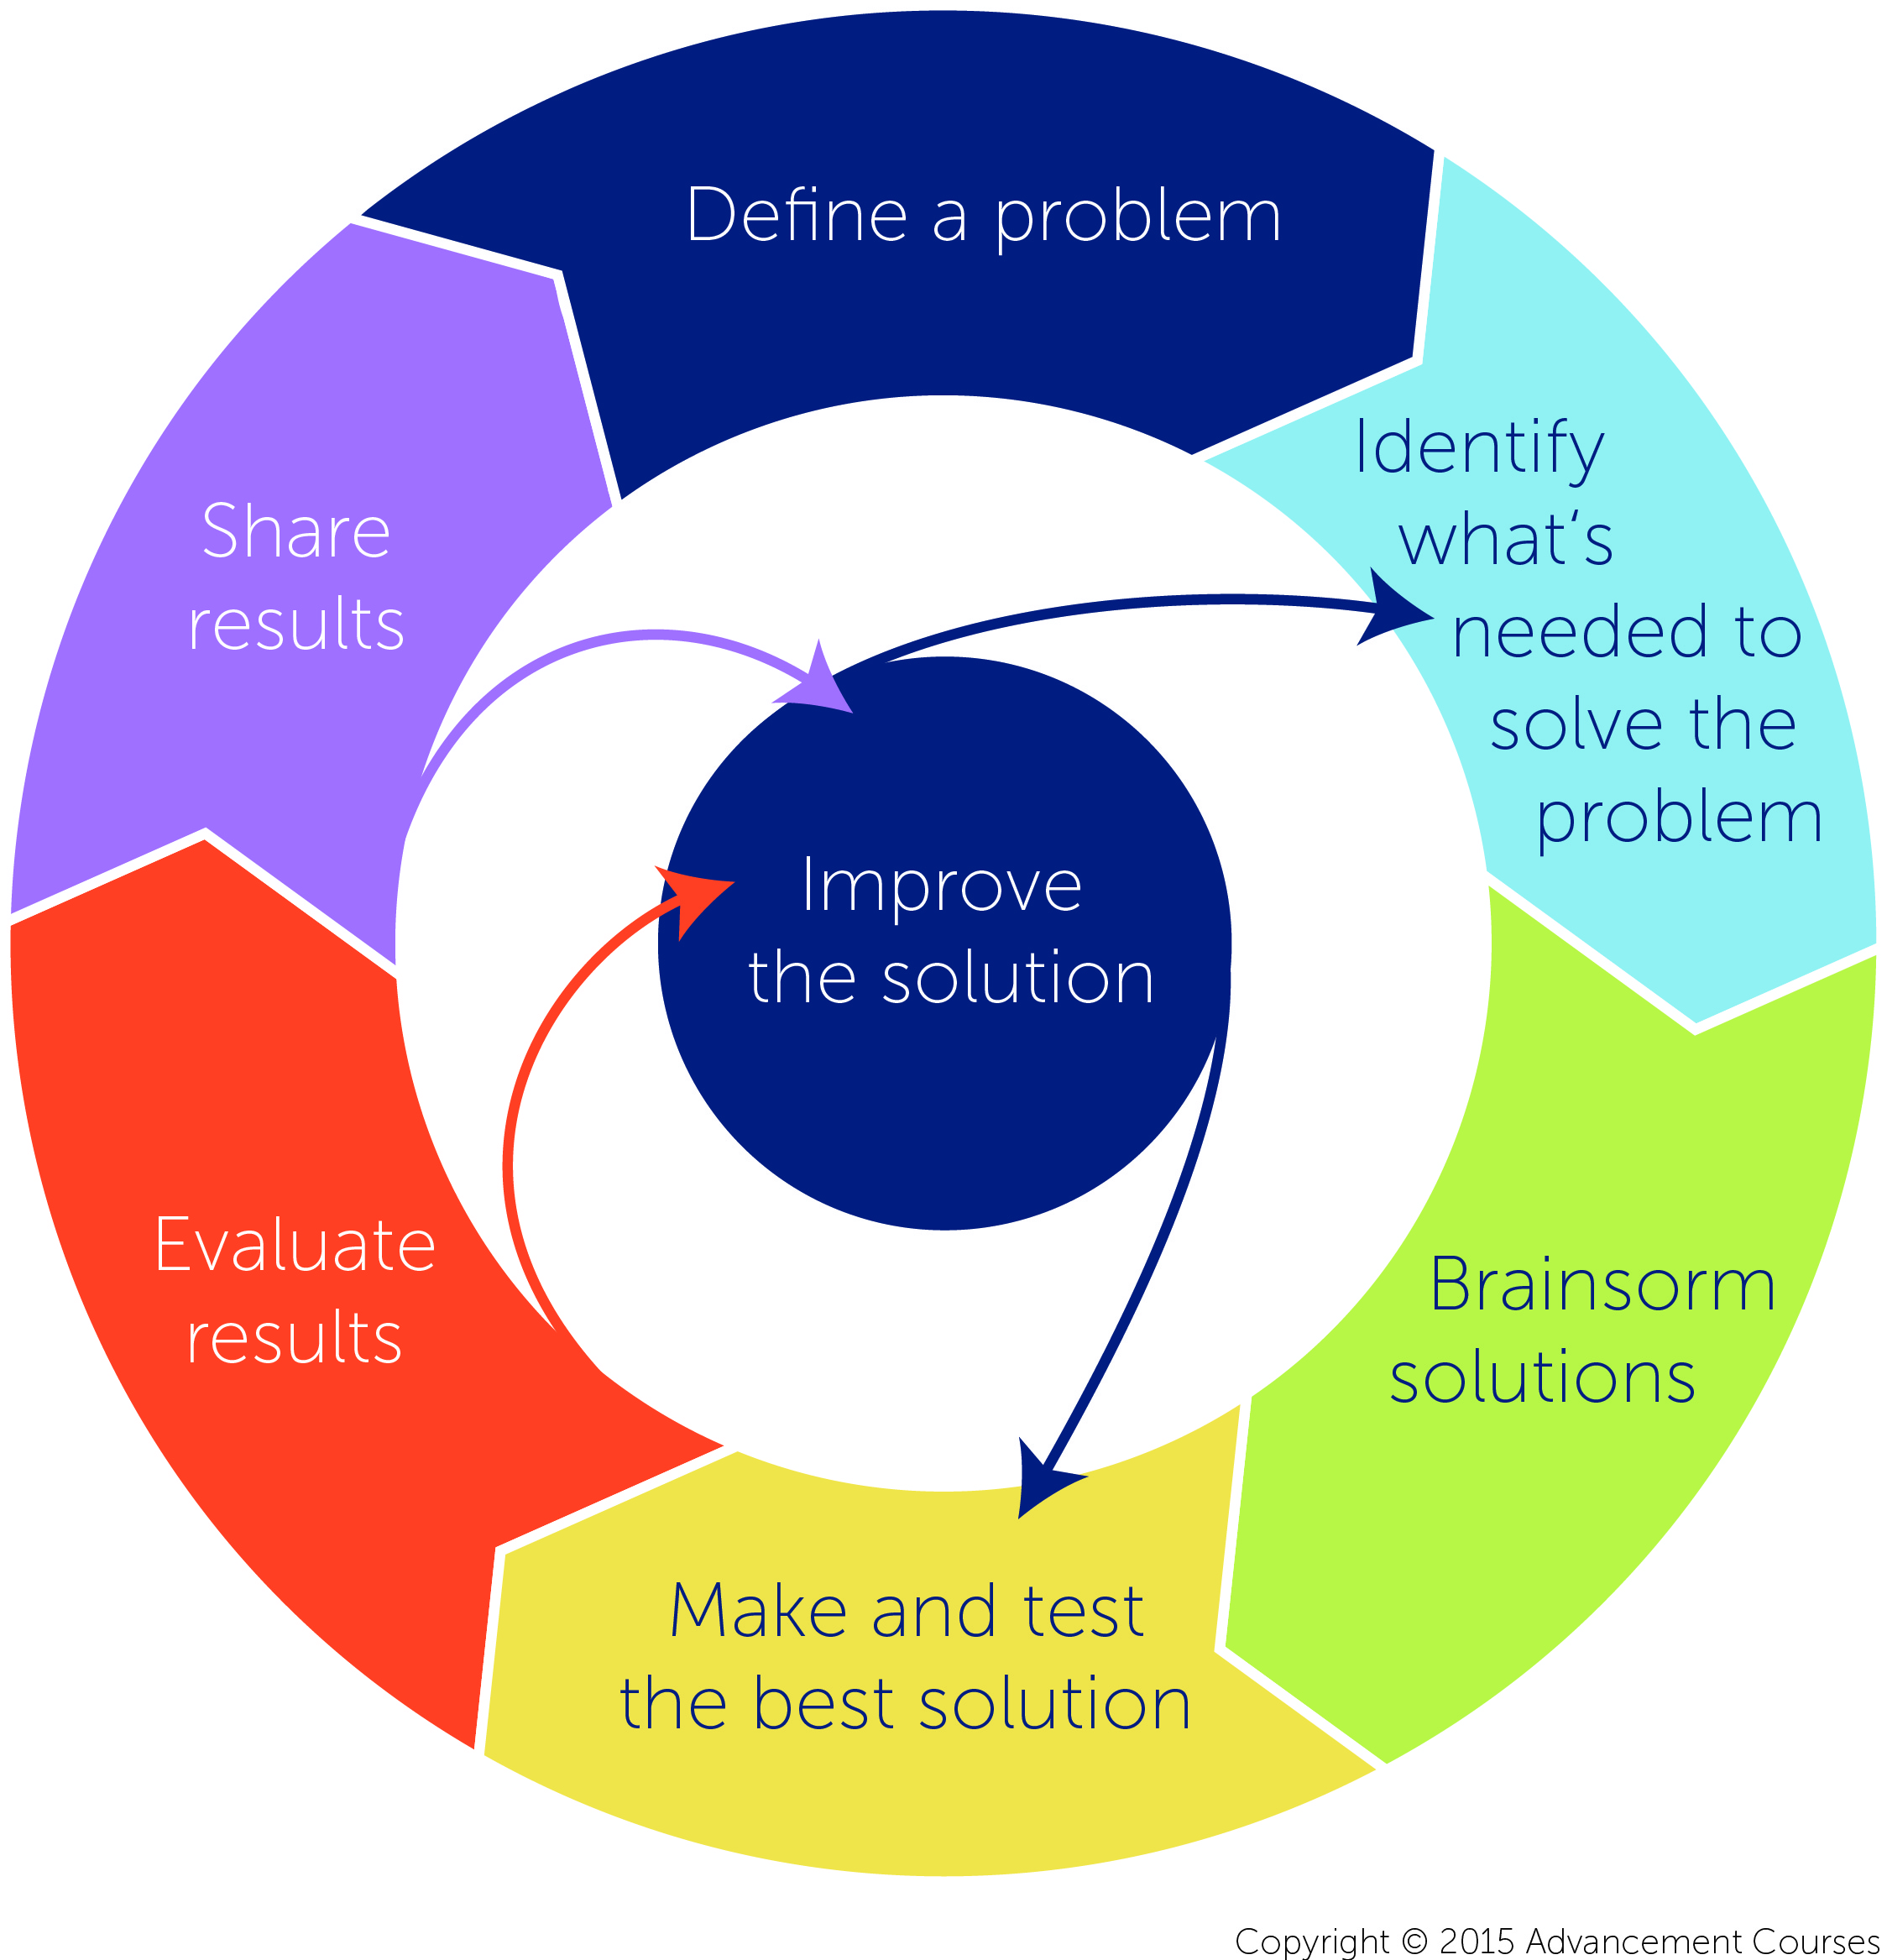 Define a problem
Identify
what‘s
needed to
solve the
problem
Brainsorm
solutions
Make and test
the best solution
Evaluate
results
Share
results
Improve
the solution
Copyright © 2015 Advancement Courses